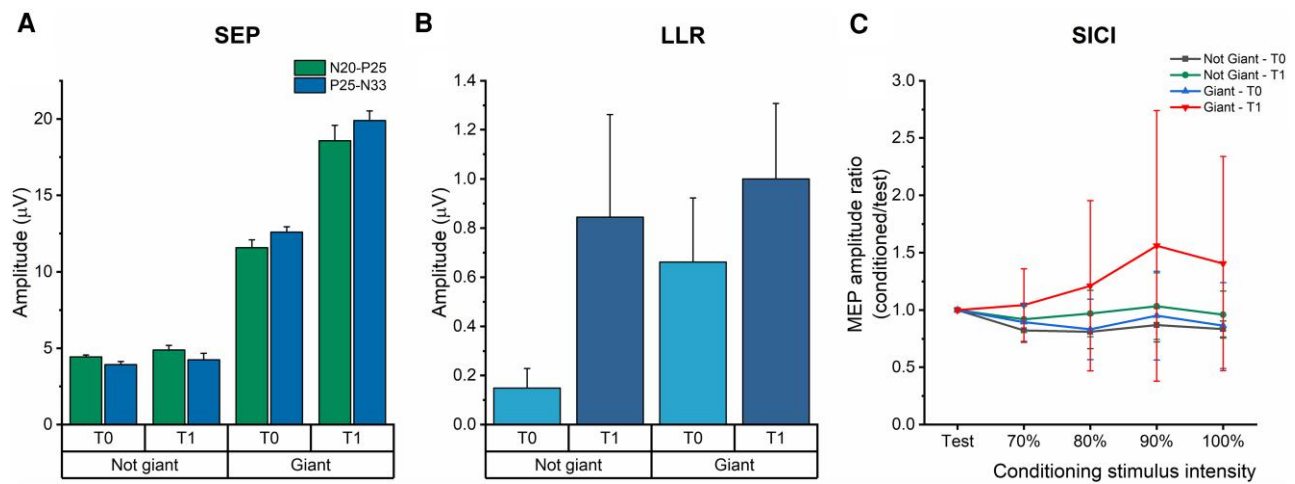 A
SEP
N20-P25
P25-N33
Amplitude (μV)
20
15
10
5
0
T0 T1 T0 T1
Not giant Giant
B
LLR
Amplitude (μV)
1.4
1.2
1.0
0.8
0.6
0.4
0.2
0.0
T0 T1 T0 T1
Not giant Giant
C
SICI
Not Giant - T0
Not Giant - T1
Giant - T0
Giant - T1
MEP amplitude ratio
(conditioned/test)
3.0
2.5
2.0
1.5
1.0
0.5
0.0
Test 70% 80% 90% 100%
Conditioning stimulus intensity